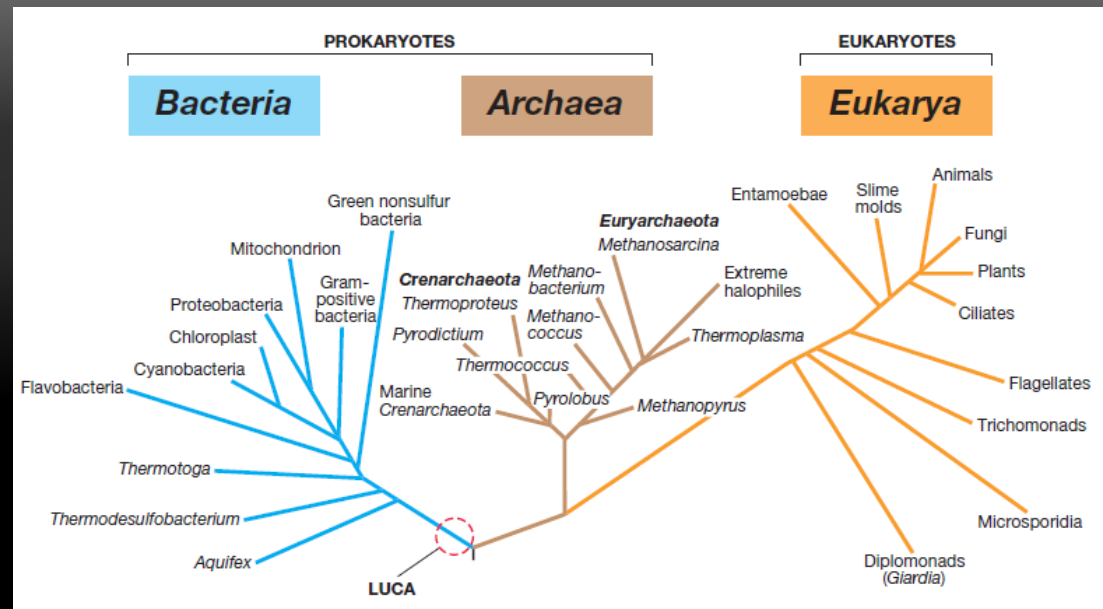 PROKARYOTES
EUKARYOTES
Bacteria
Archaea
Eukarya
Green nonsulfur
bacteria
Mitochondrion
Gram-
positive
bacteria
Proteobacteria
Chloroplast
Cyanobacteria
Flavobacteria
Thermotoga
Thermodesulfobacterium
Aquifex
LUCA
Crenarchaeota
Thermoproteus
Pyrodictium
Marine
Crenarchaeota
Euryarchaeota
Methanosarcina
Methano-
bacterium
Methano-
coccus
Thermococcus
Pyrolobus
Extreme
halophiles
Thermoplasma
Methanopyrus
Entamoebae
Slime
molds
Animals
Fungi
Plants
Ciliates
Flagellates
Trichomonads
Microsporidia
Diplomonads
(Giardia)